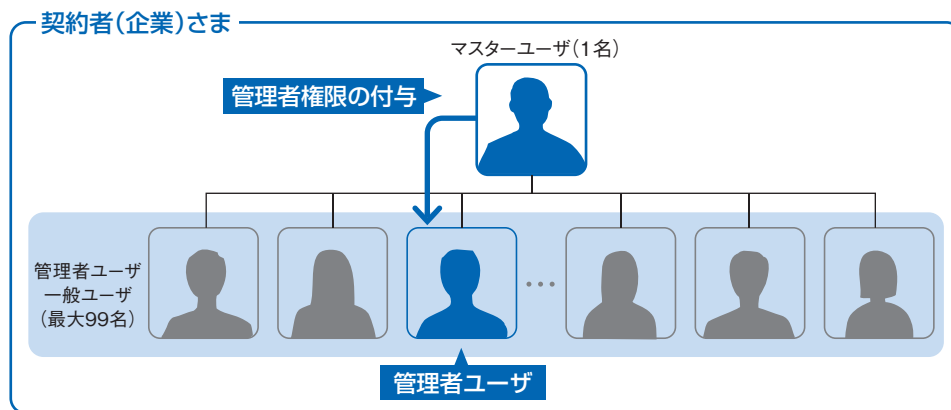 契約者(企業)さま
マスターユーザ(1名)
管理者権限の付与
管理者ユーザ
一般ユーザ
(最大99名)
…
管理者ユーザ